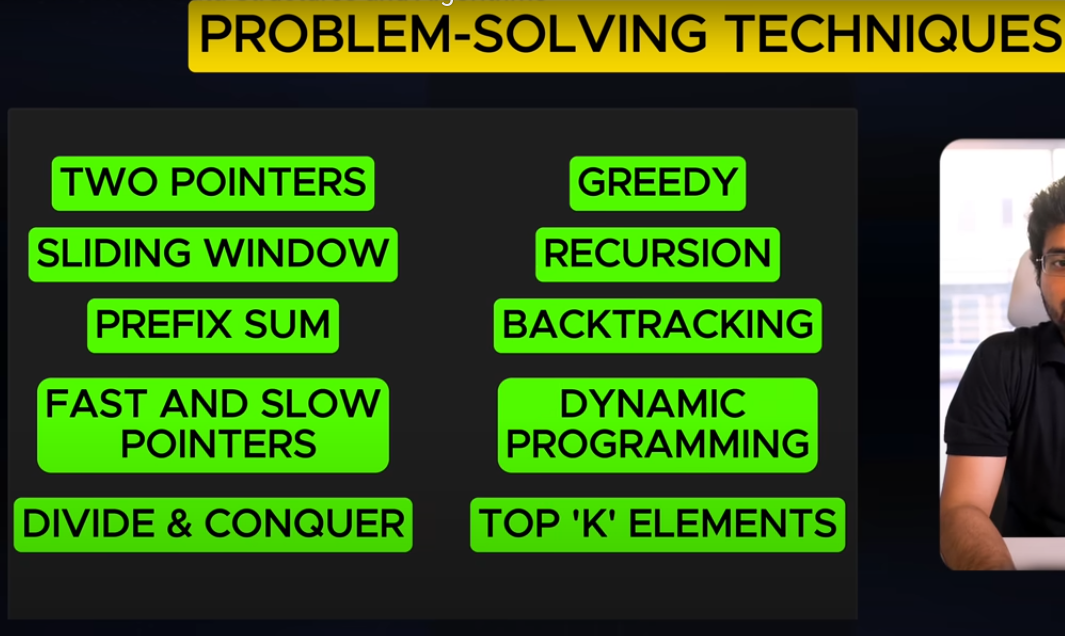 PROBLEM-SOLVING TECHNIQUES
TWO POINTERS
SLIDING WINDOW
PREFIX SUM
FAST AND SLOW
POINTERS
DIVIDE & CONQUER
GREEDY
RECURSION
BACKTRACKING
DYNAMIC
PROGRAMMING
TOP 'K' ELEMENTS